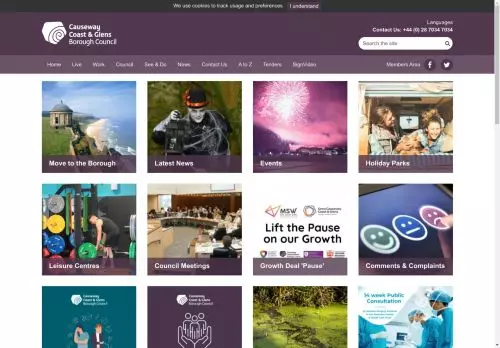 We use cookies to track usage and preferences. I understand
Causeway
Coast & Glens
Borough Council
Languages
Contact Us: +44 (0) 28 7034 7034
Search the site
Home Live Work Council See & Do News Contact Us A to Z Tenders SignVideo Members Area
Move to the Borough
Latest News
Events
Holiday Parks
Leisure Centres
Council Meetings
MSW
Causeway
Coast & Glens
Lift the Pause
on our Growth
Growth Deal 'Pause'
Comments & Complaints
Causeway
Coast & Glens
Borough Council
Causeway
Coast & Glens
Borough Council
14 week Public
Consultation